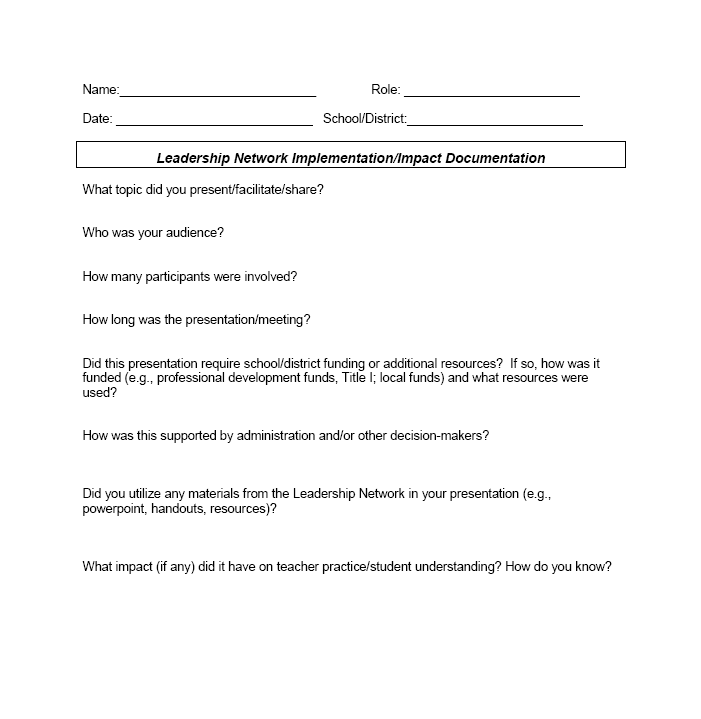 Name:____________________________ Role: _________________________
Date: ____________________________ School/District:_________________________
Leadership Network Implementation/Impact Documentation
What topic did you present/facilitate/share?
Who was your audience?
How many participants were involved?
How long was the presentation/meeting?
Did this presentation require school/district funding or additional resources?  If so, how was it
funded (e.g., professional development funds, Title I; local funds) and what resources were
used?
How was this supported by administration and/or other decision-makers?
Did you utilize any materials from the Leadership Network in your presentation (e.g.,
powerpoint, handouts, resources)?
What impact (if any) did it have on teacher practice/student understanding? How do you know?